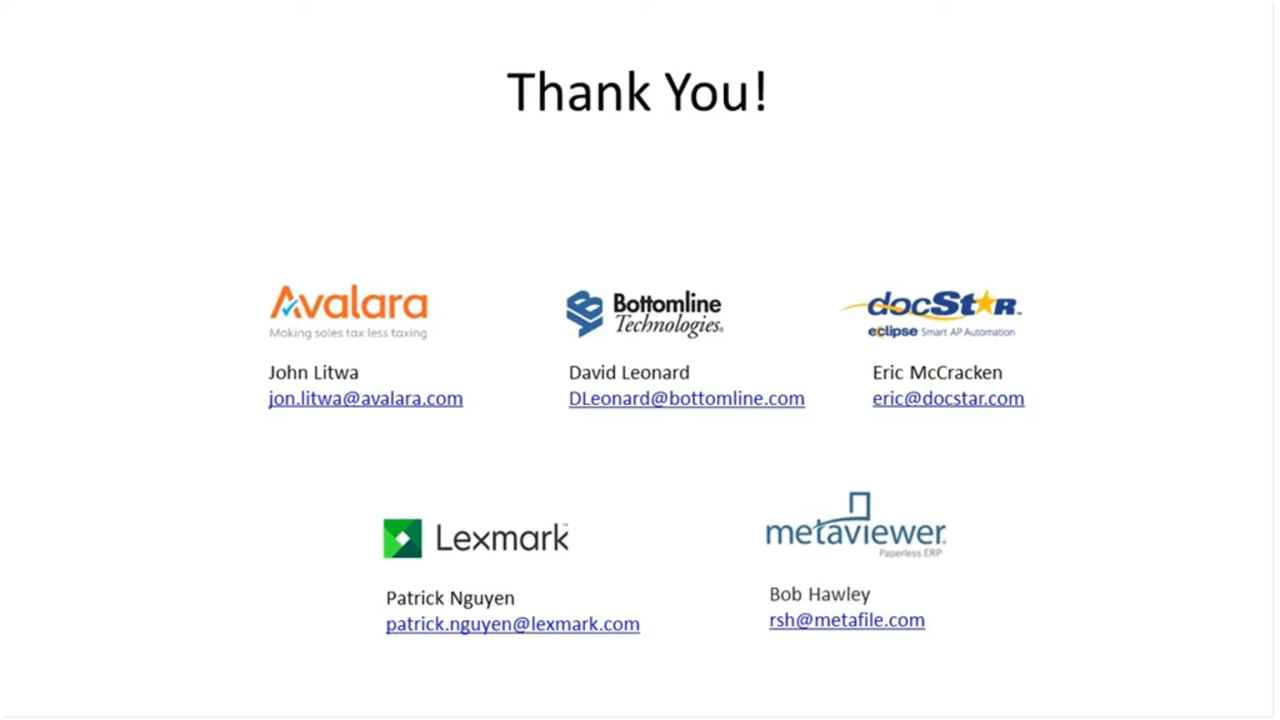 Thank You!
Avalara
Making sales tax less taxing
John Litwa
jon.litwa@avalara.com
Bottomline
Technologies®
David Leonard
DLeonard@bottomline.com
docStar
eclipse Smart AP Automation
Eric McCracken
eric@docstar.com
Lexmark™
Patrick Nguyen
patrick.nguyen@lexmark.com
metaviewer
Paperless ERP
Bob Hawley
rsh@metafile.com